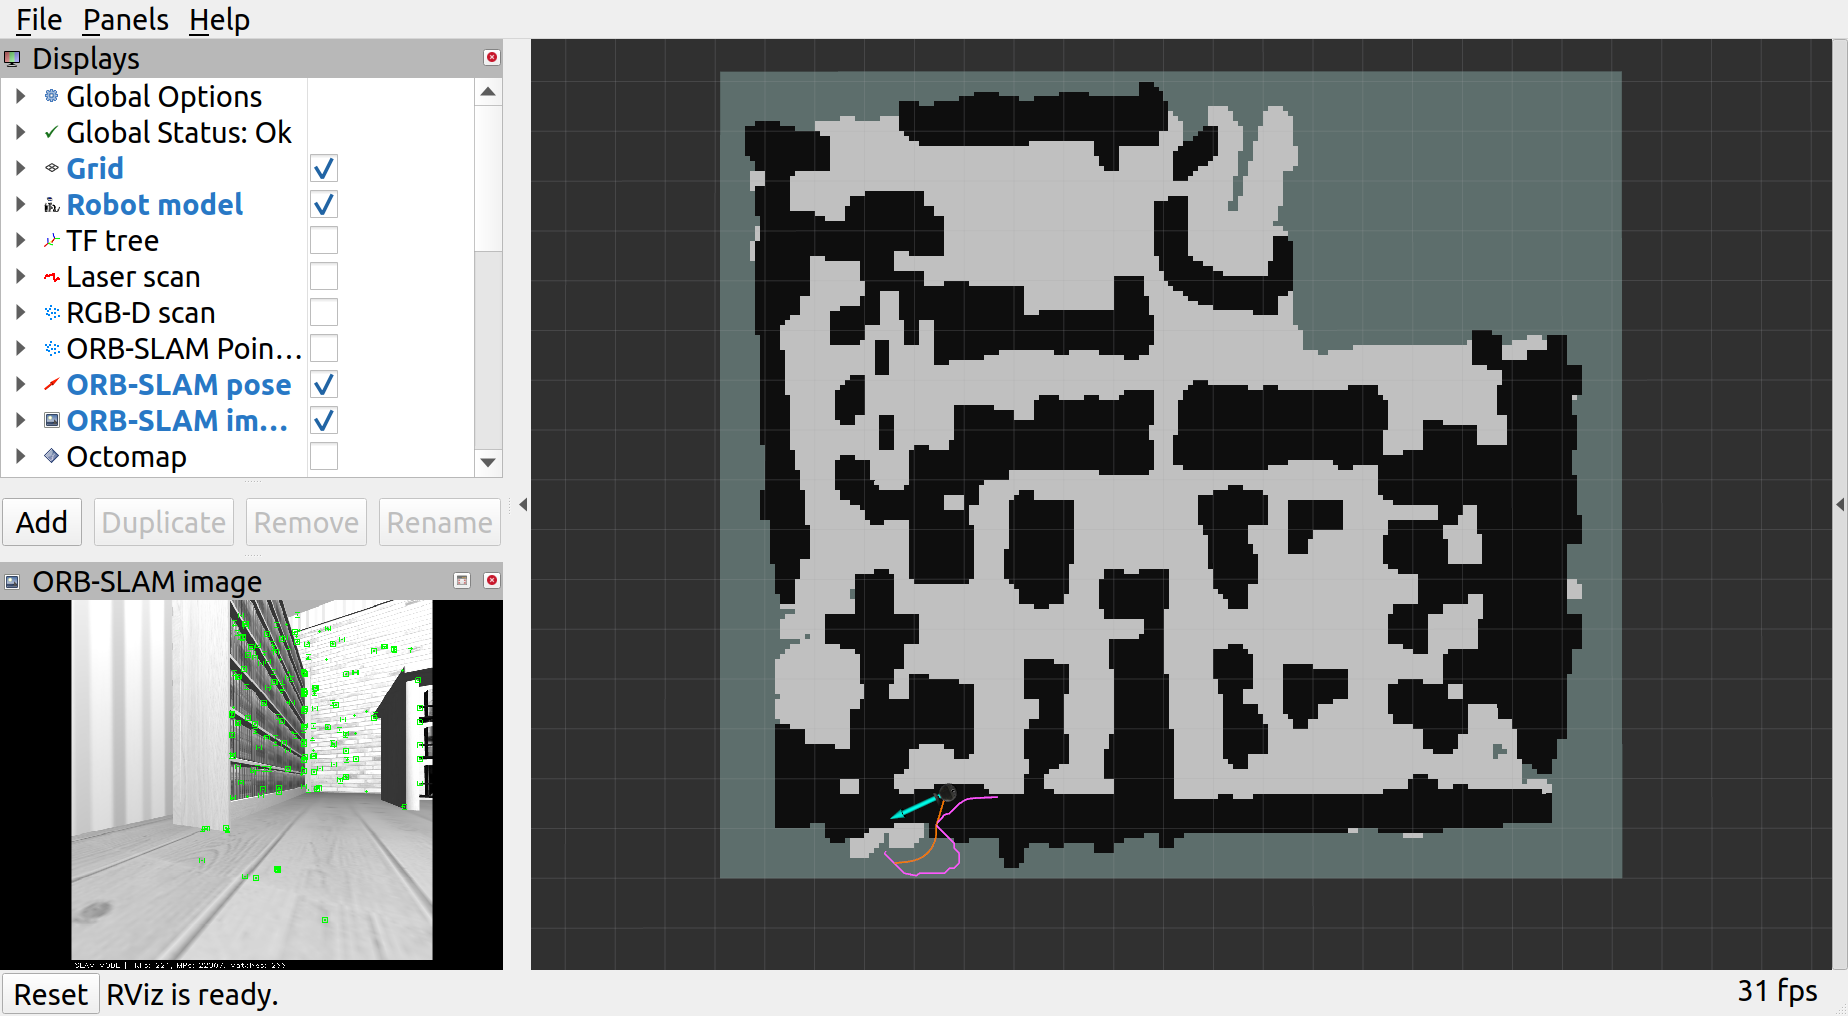 File Panels Help
Displays
Global Options
Global Status: Ok
Grid
Robot model
TF tree
Laser scan
RGB-D scan
ORB-SLAM Poin...
ORB-SLAM pose
ORB-SLAM im...
Octomap
Add Duplicate Remove Rename
ORB-SLAM image
SLAM MODE |
Reset RViz is ready.
31 fps